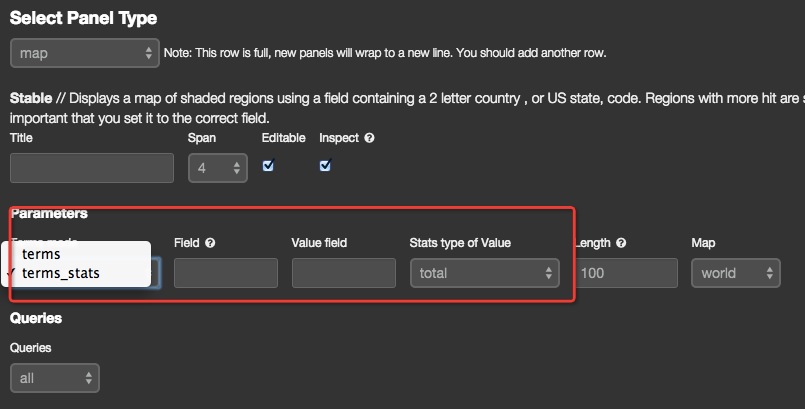 Select Panel Type
map Note: This row is full, new panels will wrap to a new line. You should add another row.
Stable // Displays a map of shaded regions using a field containing a 2 letter country , or US state, code. Regions with more hit are
important that you set it to the correct field.
Title Span Editable Inspect
4
Parameters
Terms mode Field Value field Stats type of Value Length Map
terms
terms_stats total 100 world
Queries
Queries
all